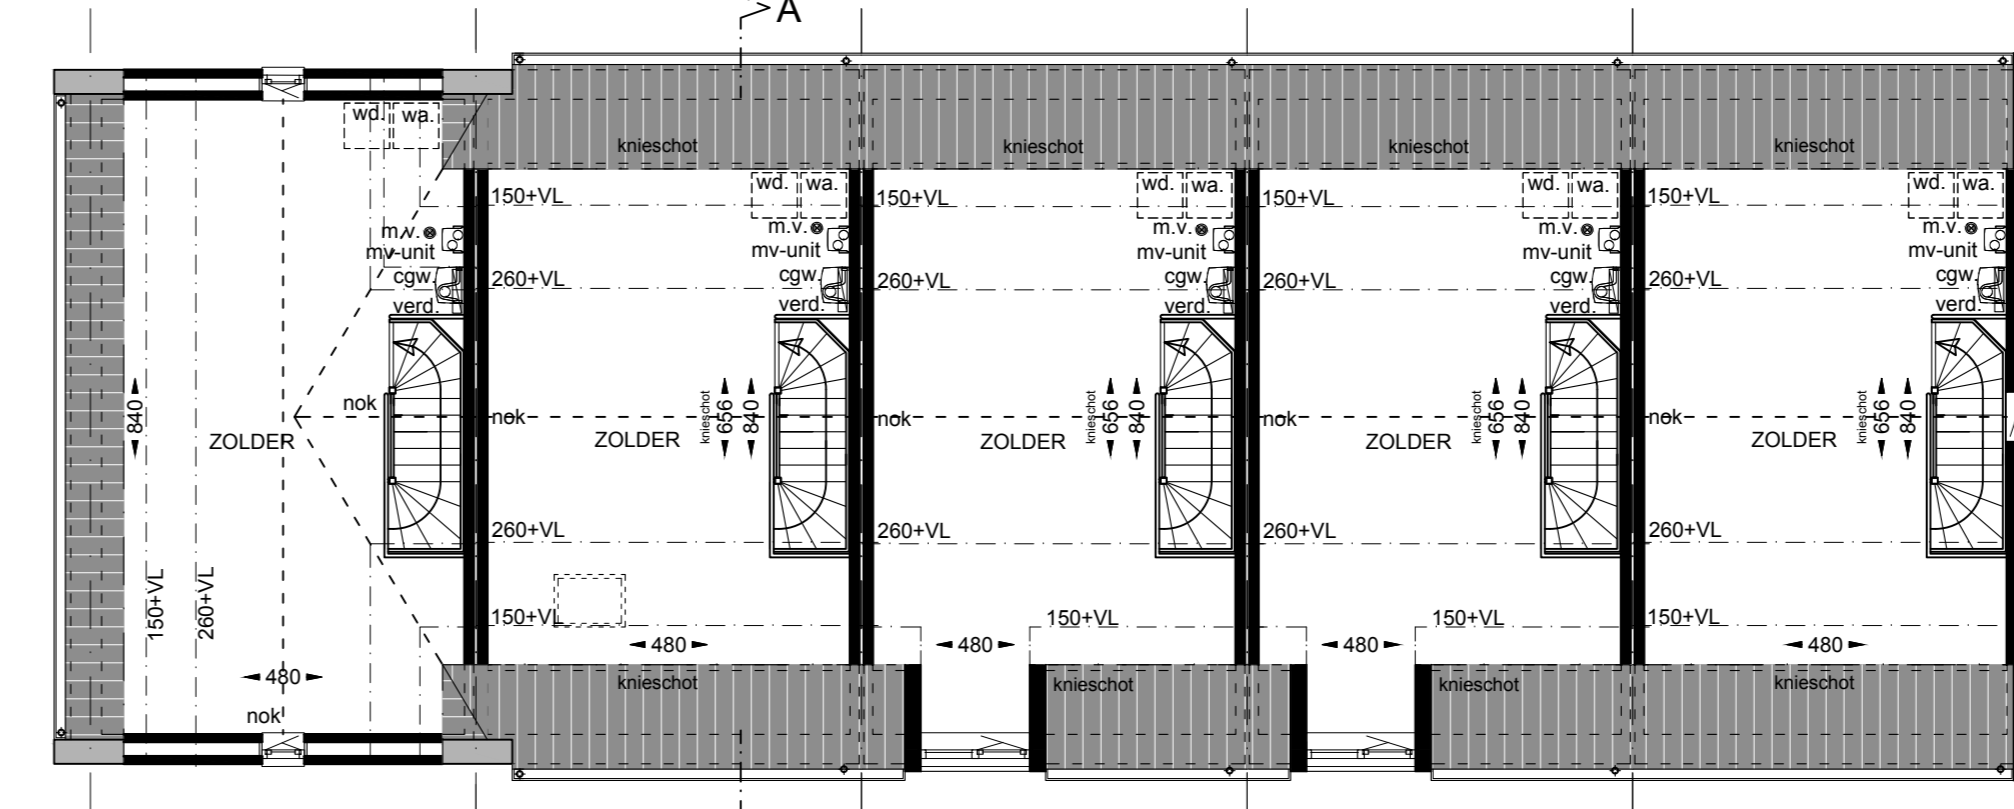 A
knieschot
knieschot
knieschot
knieschot
wd. wa.
wd. wa.
wd. wa.
wd. wa.
wd. wa.
150+VL
150+VL
150+VL
150+VL
m.v.
mv-unit
m.v.
mv-unit
m.v.
mv-unit
m.v.
mv-unit
m.v.
mv-unit
260+VL
260+VL
260+VL
260+VL
cgw.
verd.
cgw.
verd.
cgw.
verd.
cgw.
verd.
cgw.
verd.
840
nok
ZOLDER
nok
ZOLDER
knieschot
656
840
nok
ZOLDER
knieschot
656
840
nok
ZOLDER
knieschot
656
840
nok
ZOLDER
knieschot
656
840
260+VL
260+VL
260+VL
260+VL
150+VL
260+VL
150+VL
150+VL
150+VL
150+VL
480
480
480
480
480
nok
knieschot
knieschot
knieschot
knieschot